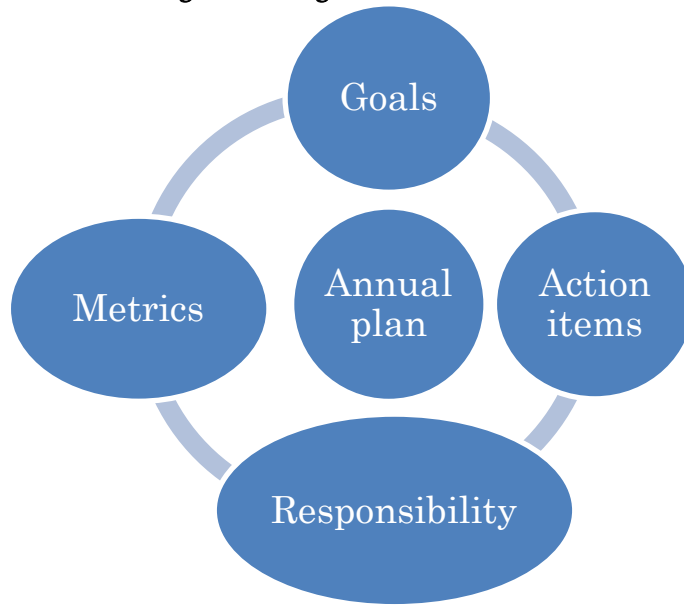 Goals
Metrics
Annual
plan
Action
items
Responsibility